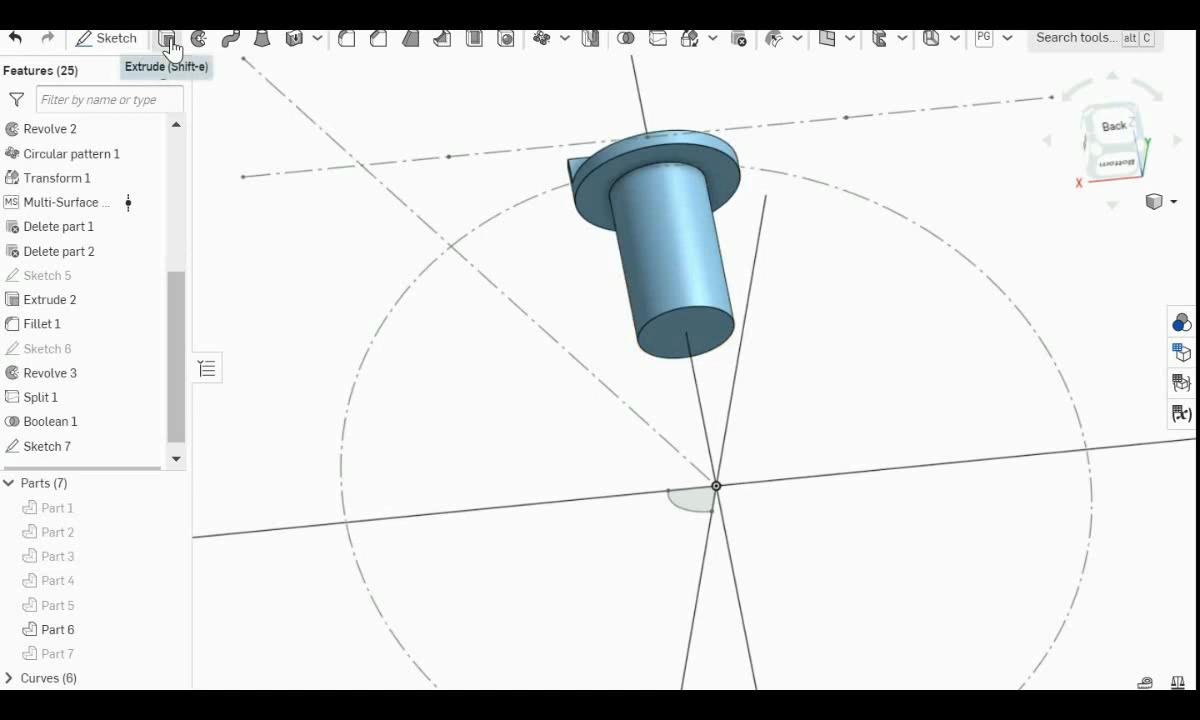 Sketch
PG
Search tools...
alt C
Extrude (Shift-e)
Features (25)
Filter by name or type
Revolve 2
Circular pattern 1
Transform 1
MS Multi-Surface ...
Delete part 1
Delete part 2
Sketch 5
Extrude 2
Fillet 1
Sketch 6
Revolve 3
Split 1
Boolean 1
Sketch 7
Parts (7)
Part 1
Part 2
Part 3
Part 4
Part 5
Part 6
Part 7
Curves (6)
Back
Z
Y
Bottom
X
(x)